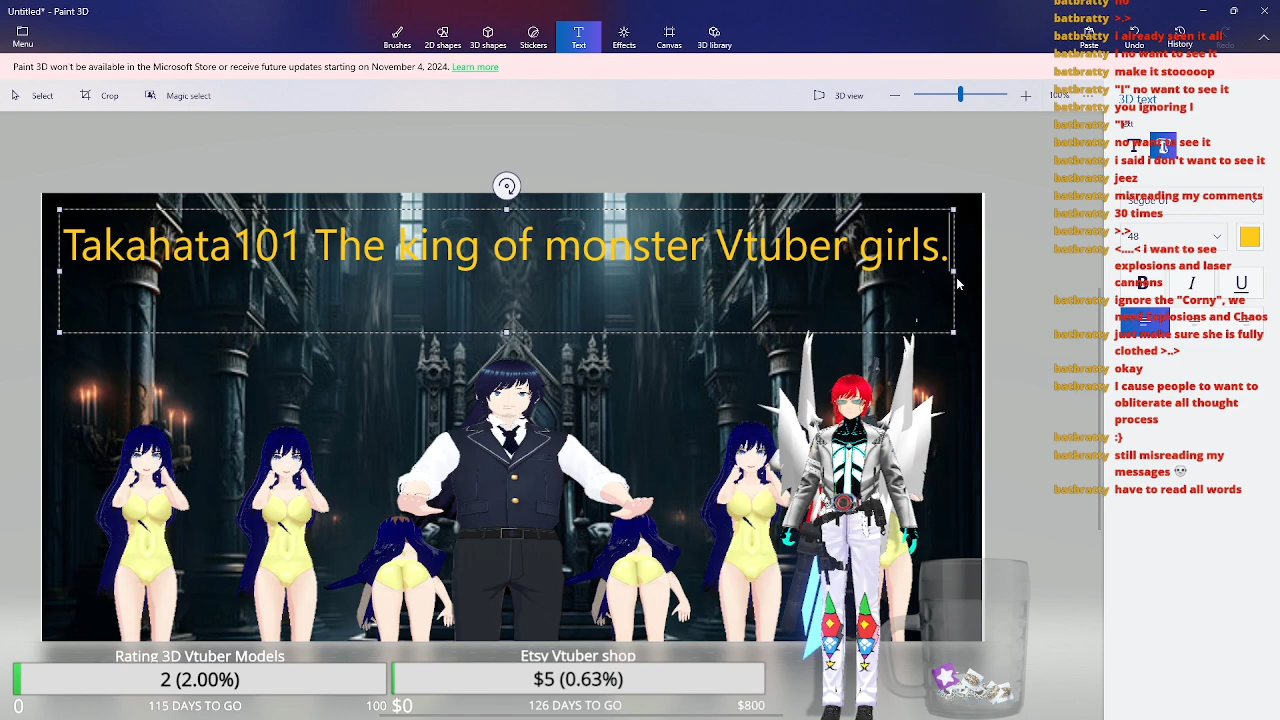 Untitled* - Paint 3D
Menu
Brushes
2D shapes
3D shapes
Stickers
Text
Effects
Canvas
3D library
Paste
Undo
History
Redo
Paint 3D won't be available in the Microsoft Store or receive future updates starting on November 4, 2024. Learn more
Select
Crop
Magic select
3D view
100%
3D text
48
B
I
U
Takahata101 The king of monster Vtuber girls.
batbratty no
batbratty >.>
batbratty I already seen it all
batbratty I no want to see it
batbratty make it stooooop
batbratty "I" no want to see it
batbratty you ignoring I
batbratty "I"
batbratty no want to see it
batbratty i said i don't want to see it
batbratty jeez
batbratty misreading my comments
batbratty 30 times
batbratty >.>
batbratty <....< i want to see
explosions and laser
cannons
batbratty ignore the "Corny", we
need Explosions and Chaos
batbratty just make sure she is fully
clothed >..>
batbratty okay
batbratty I cause people to want to
obliterate all thought
process
batbratty :}
batbratty still misreading my
messages 💀
batbratty have to read all words
Rating 3D Vtuber Models
2 (2.00%)
0
115 DAYS TO GO
100
Etsy Vtuber shop
$5 (0.63%)
$0
126 DAYS TO GO
$800